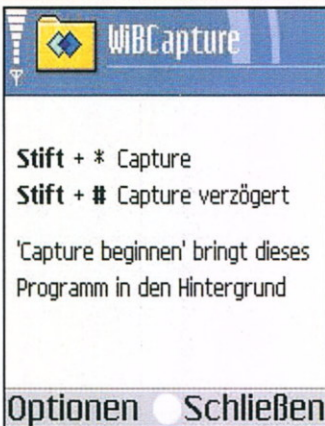 WiBCapture
Stift + * Capture
Stift + # Capture verzögert
'Capture beginnen' bringt dieses
Programm in den Hintergrund
Optionen Schließen